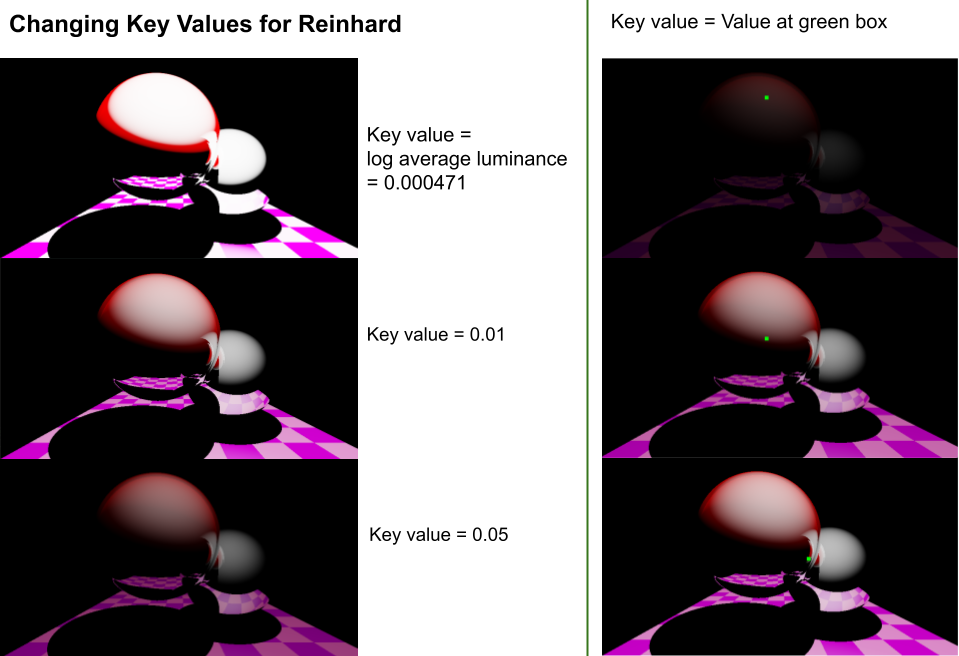 Changing Key Values for Reinhard
Key value = Value at green box
Key value =
log average luminance
= 0.000471
Key value = 0.01
Key value = 0.05